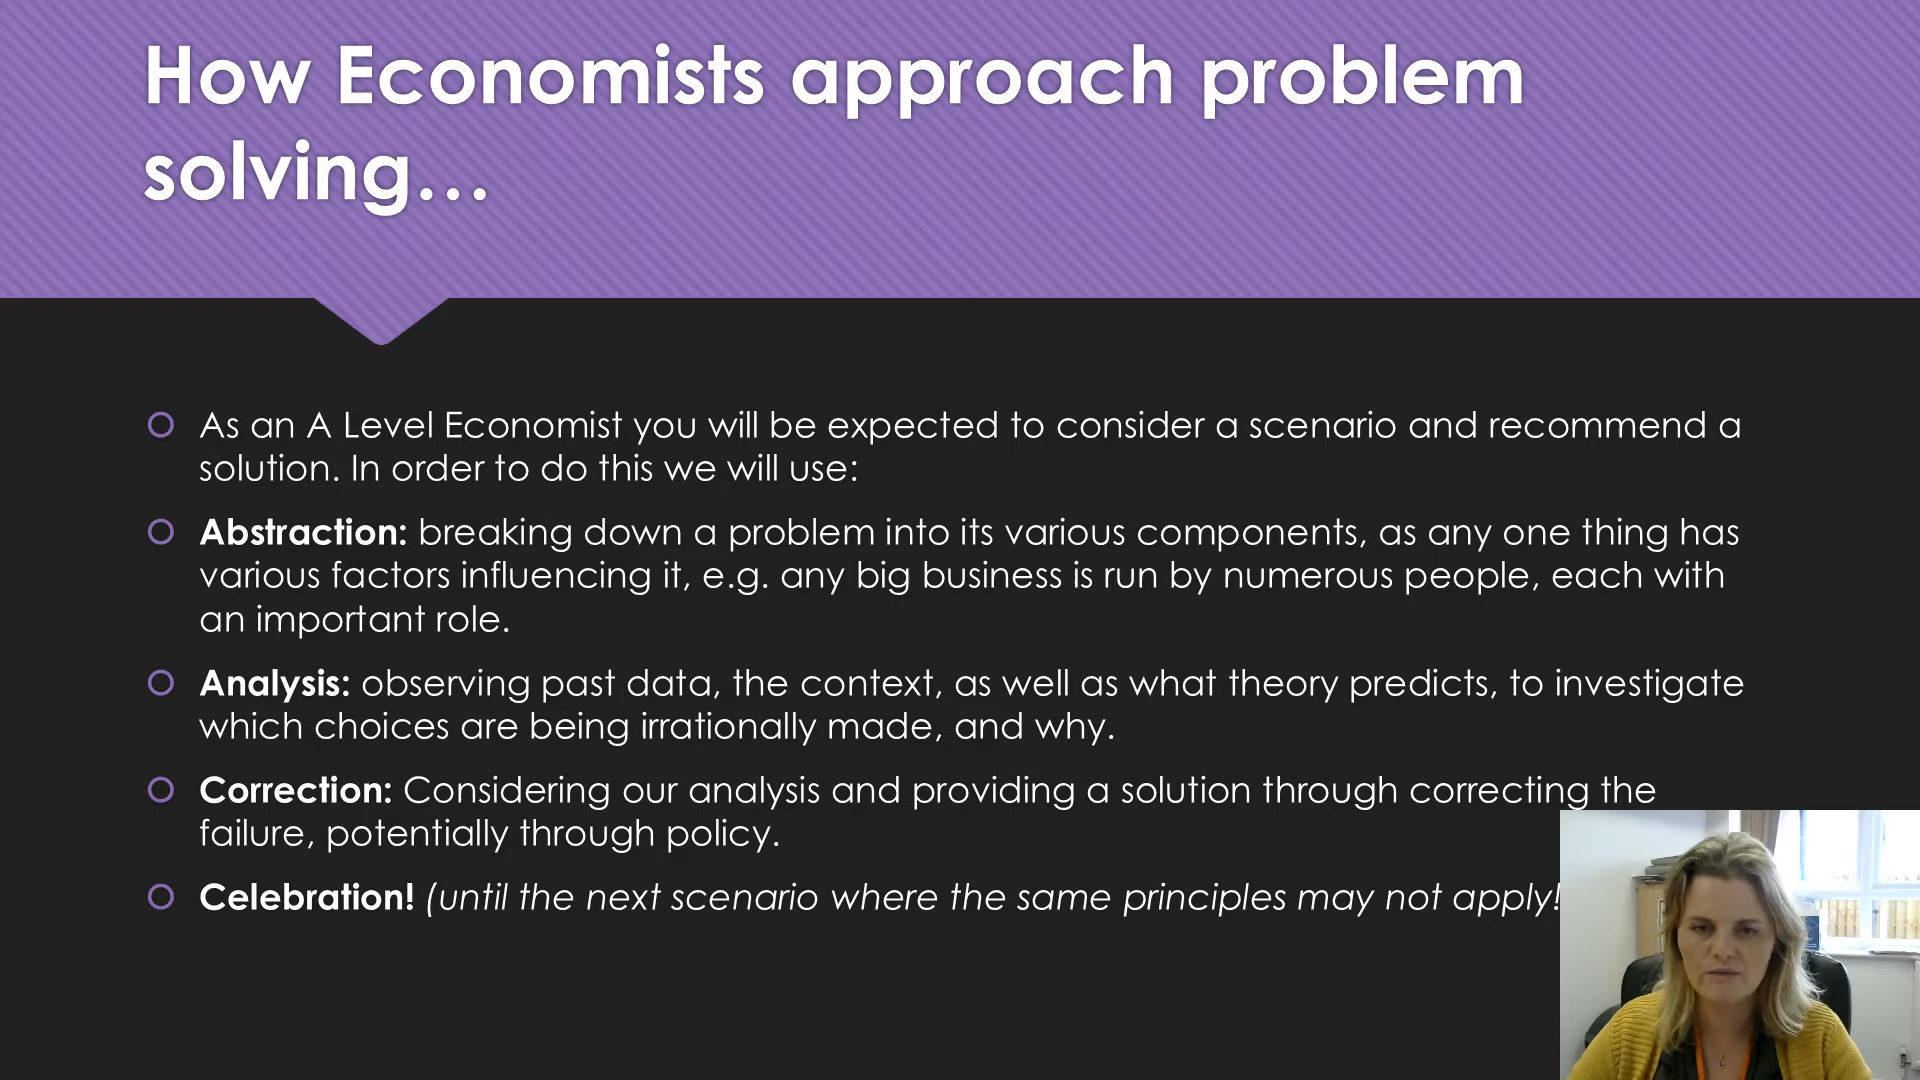 How Economists approach problem
solving…
As an A Level Economist you will be expected to consider a scenario and recommend a
solution. In order to do this we will use:
Abstraction: breaking down a problem into its various components, as any one thing has
various factors influencing it, e.g. any big business is run by numerous people, each with
an important role.
Analysis: observing past data, the context, as well as what theory predicts, to investigate
which choices are being irrationally made, and why.
Correction: Considering our analysis and providing a solution through correcting the
failure, potentially through policy.
Celebration! (until the next scenario where the same principles may not apply!